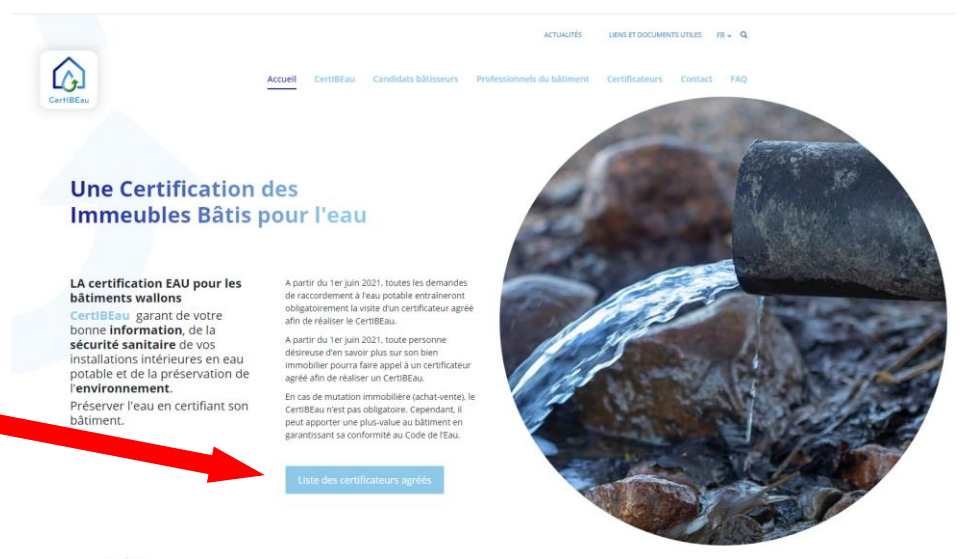 ACTUALITÉS LIENS ET DOCUMENTS UTILES FR
CertIBEau
Accueil CertIBEau Candidats bâtisseurs Professionnels du bâtiment Certificateurs Contact FAQ
Une Certification des
Immeubles Bâtis pour l'eau
LA certification EAU pour les
bâtiments wallons
CertIBEau garant de votre
bonne information, de la
sécurité sanitaire de vos
installations intérieures en eau
potable et de la préservation de
l'environnement.
Préserver l'eau en certifiant son
bâtiment.
A partir du 1er juin 2021, toutes les demandes
de raccordement à l'eau potable entraîneront
obligatoirement la visite d'un certificateur agréé
afin de réaliser le CertIBEau.
A partir du 1er juin 2021, toute personne
désireuse d'en savoir plus sur son bien
immobilier pourra faire appel à un certificateur
agréé afin de réaliser un CertIBEau.
En cas de mutation immobilière (achat-vente), le
CertIBEau n'est pas obligatoire. Cependant, il
peut apporter une plus-value au bâtiment en
garantissant sa conformité au Code de l'Eau.
Liste des certificateurs agréés